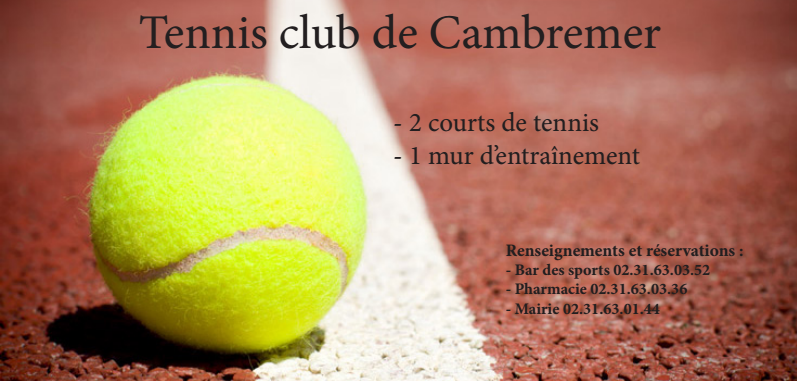 Tennis club de Cambremer
- 2 courts de tennis
- 1 mur d’entraînement
Renseignements et réservations :
- Bar des sports 02.31.63.03.52
- Pharmacie 02.31.63.03.36
- Mairie 02.31.63.01.44